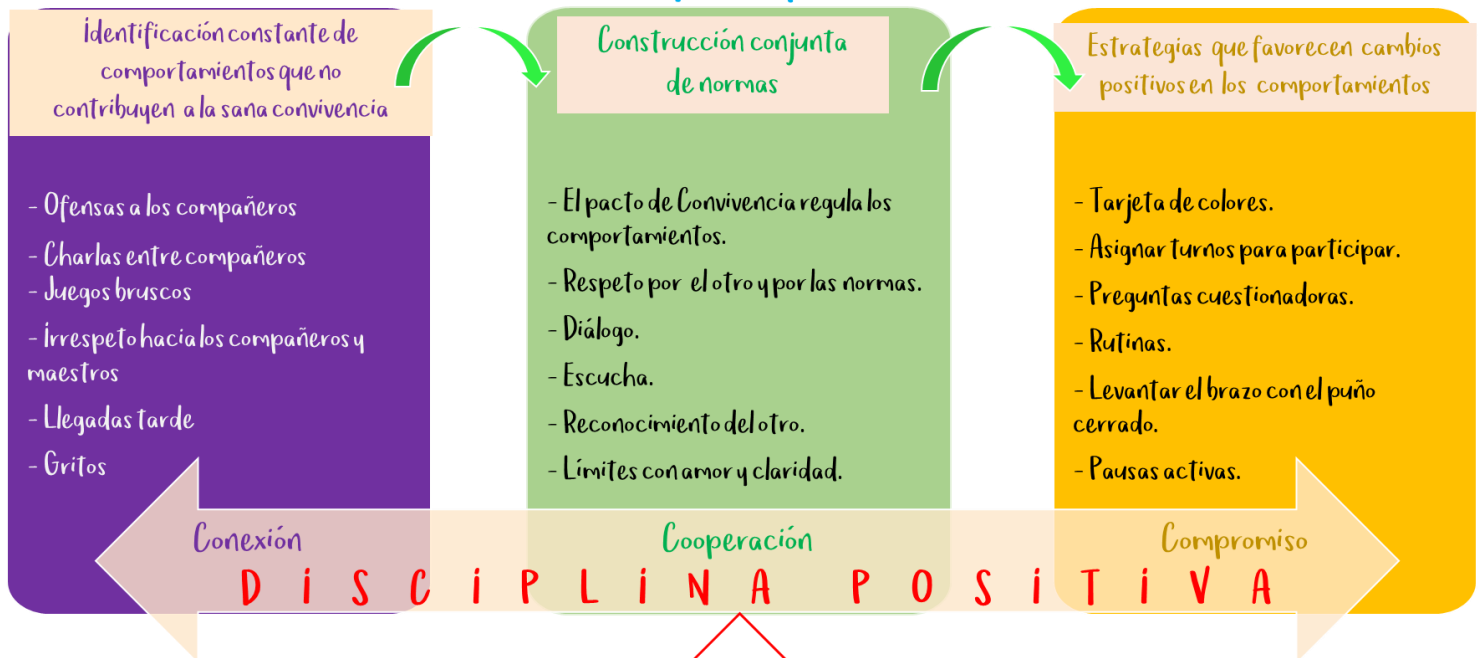 Identificación constante de
comportamientos que no
contribuyen a la sana convivencia
- Ofensas a los compañeros
- Charlas entre compañeros
- Juegos bruscos
- Irrespeto hacia los compañeros y
maestros
- Llegadas tarde
- Gritos
Construcción conjunta
de normas
- El pacto de Convivencia regula los
comportamientos.
- Respeto por el otro y por las normas.
- Diálogo.
- Escucha.
- Reconocimiento del otro.
- Límites con amor y claridad.
Estrategias que favorecen cambios
positivos en los comportamientos
- Tarjeta de colores.
- Asignar turnos para participar.
- Preguntas cuestionadoras.
- Rutinas.
- Levantar el brazo con el puño
cerrado.
- Pausas activas.
Conexión
Cooperación
Compromiso
DISCIPLINA POSITIVA